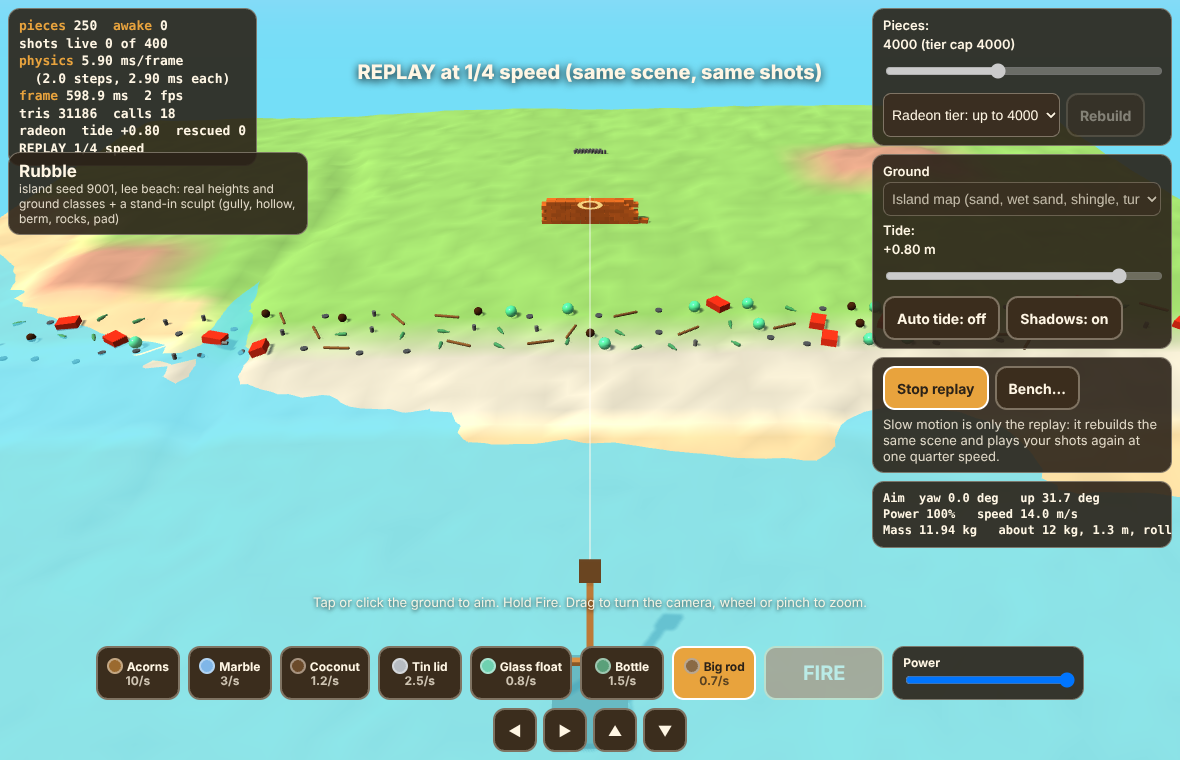 pieces 250 awake 0
shots live 0 of 400
physics 5.90 ms/frame
(2.0 steps, 2.90 ms each)
frame 598.9 ms 2 fps
tris 31186 calls 18
radeon tide +0.80 rescued 0
REPLAY 1/4 speed
Rubble
island seed 9001, lee beach: real heights and
ground classes + a stand-in sculpt (gully, hollow,
berm, rocks, pad)
REPLAY at 1/4 speed (same scene, same shots)
Pieces:
4000 (tier cap 4000)
Radeon tier: up to 4000
Rebuild
Ground
Island map (sand, wet sand, shingle, tur
Tide:
+0.80 m
Auto tide: off
Shadows: on
Stop replay
Bench...
Slow motion is only the replay: it rebuilds the
same scene and plays your shots again at
one quarter speed.
Aim yaw 0.0 deg up 31.7 deg
Power 100% speed 14.0 m/s
Mass 11.94 kg about 12 kg, 1.3 m, roll
Tap or click the ground to aim. Hold Fire. Drag to turn the camera, wheel or pinch to zoom.
Acorns
10/s
Marble
3/s
Coconut
1.2/s
Tin lid
2.5/s
Glass float
0.8/s
Bottle
1.5/s
Big rod
0.7/s
FIRE
Power